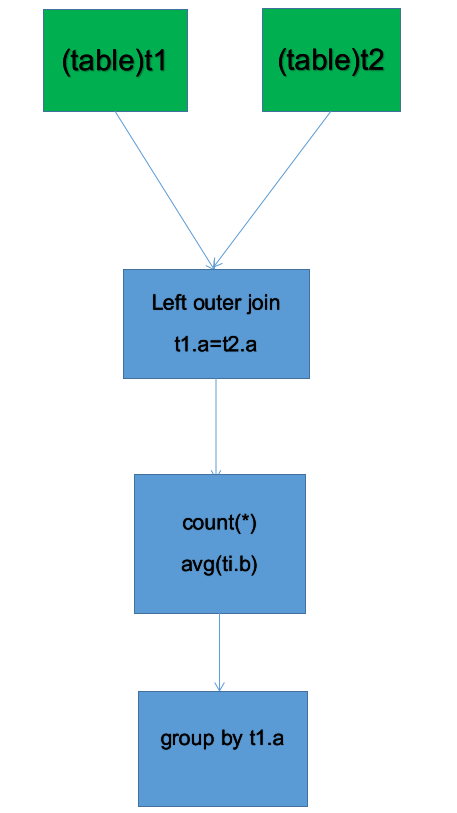 (table)t1
(table)t2
Left outer join
t1.a=t2.a
count(*)
avg(ti.b)
group by t1.a